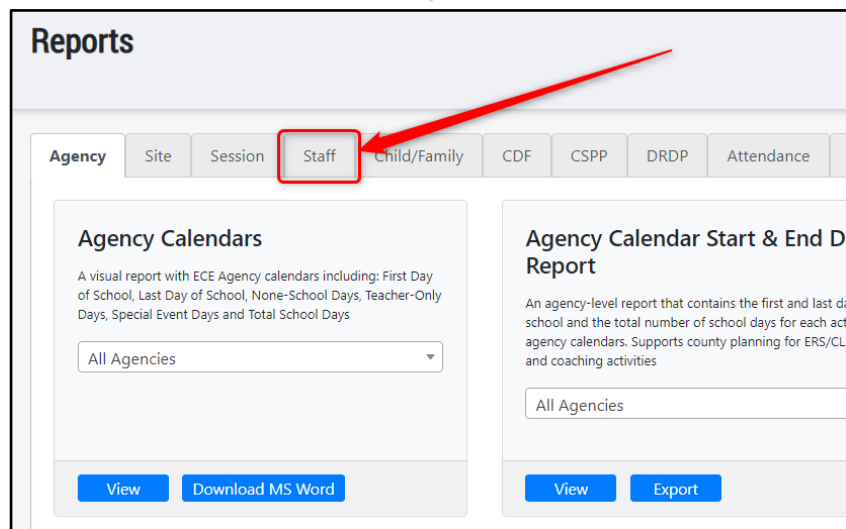 Reports
Agency Site Session Staff Child/Family CDF CSPP DRDP Attendance
Agency Calendars
A visual report with ECE Agency calendars including: First Day
of School, Last Day of School, None-School Days, Teacher-Only
Days, Special Event Days and Total School Days
All Agencies
View Download MS Word
Agency Calendar Start & End D
Report
An agency-level report that contains the first and last da
school and the total number of school days for each act
agency calendars. Supports county planning for ERS/CL
and coaching activities
All Agencies
View Export